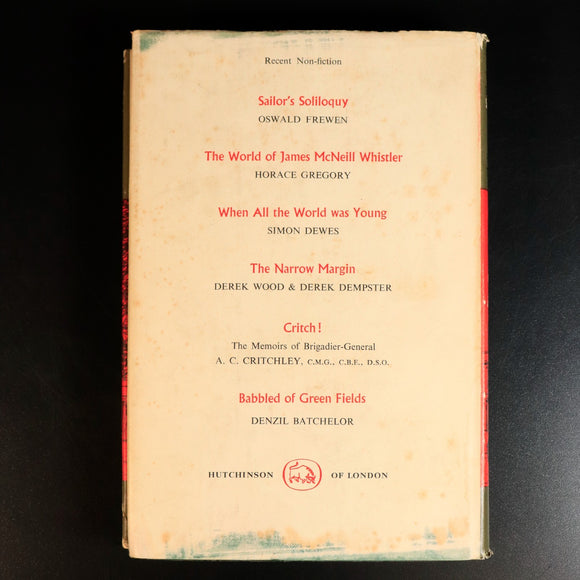 Recent Non-fiction
Sailor's Soliloquy
OSWALD FREWEN
The World of James McNeill Whistler
HORACE GREGORY
When All the World was Young
SIMON DEWES
The Narrow Margin
DEREK WOOD & DEREK DEMPSTER
Critch!
The Memoirs of Brigadier-General
A. C. CRITCHLEY, C.M.G., C.B.E., D.S.O.
Babbled of Green Fields
DENZIL BATCHELOR
HUTCHINSON OF LONDON